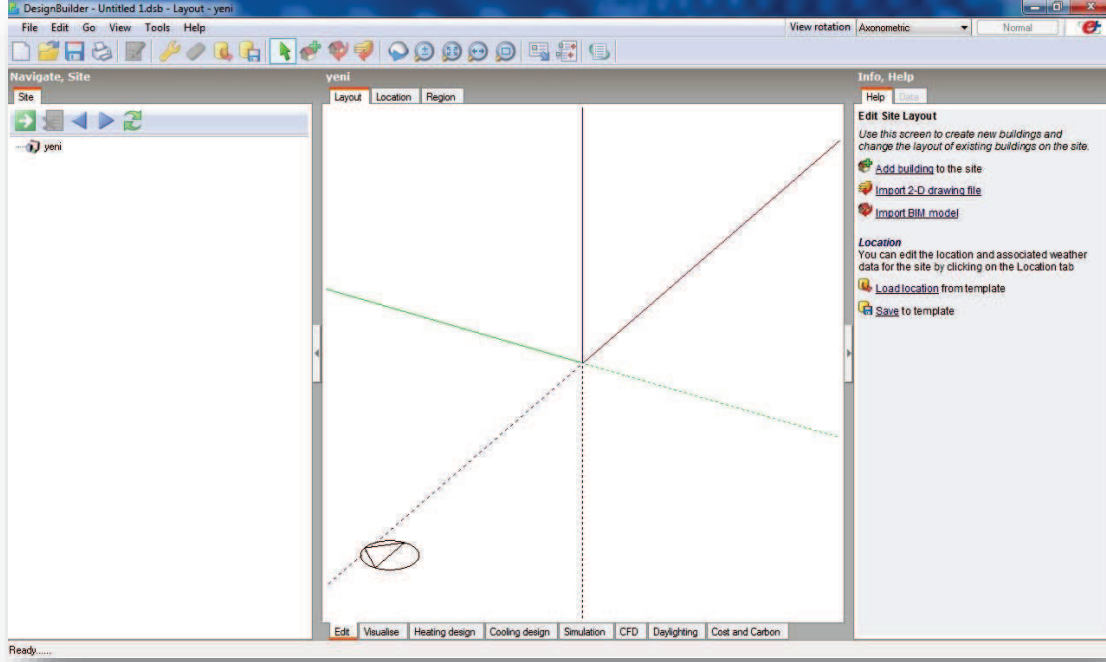 DesignBuilder - Untitled 1.dsb - Layout - yeni
File Edit Go View Tools Help
View rotation Axonometric Normal
Navigate, Site
Site
yeni
yeni
Layout Location Region
Info, Help
Help Data
Edit Site Layout
Use this screen to create new buildings and
change the layout of existing buildings on the site.
Add building to the site
Import 2-D drawing file
Import BIM model
Location
You can edit the location and associated weather
data for the site by clicking on the Location tab
Load location from template
Save to template
Edit Visualise Heating design Cooling design Simulation CFD Daylighting Cost and Carbon
Ready......